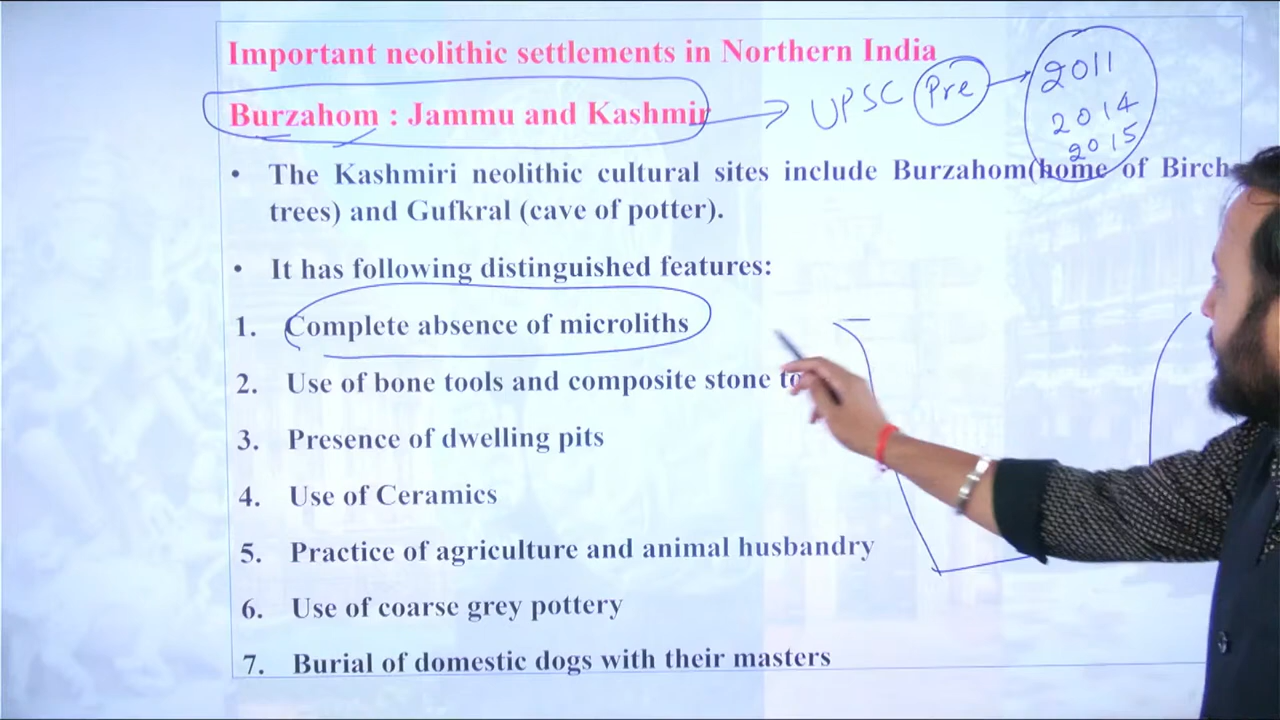 Important neolithic settlements in Northern India
Burzahom : Jammu and Kashmir
UPSC Pre
2011
2014
2015
• The Kashmiri neolithic cultural sites include Burzahom(home of Birch
trees) and Gufkral (cave of potter).
• It has following distinguished features:
1. Complete absence of microliths
2. Use of bone tools and composite stone
3. Presence of dwelling pits
4. Use of Ceramics
5. Practice of agriculture and animal husbandry
6. Use of coarse grey pottery
7. Burial of domestic dogs with their masters